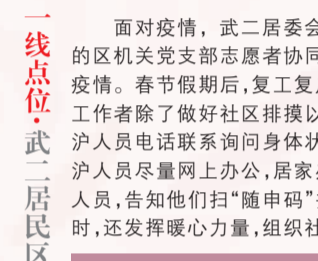 一线点位·武二居民区
面对疫情，武二居委会
的区机关党支部志愿者协同
疫情。春节假期后，复工复
工作者除了做好社区排摸以
沪人员电话联系询问身体状
沪人员尽量网上办公，居家
人员，告知他们扫“随申码”
时，还发挥暖心力量，组织社